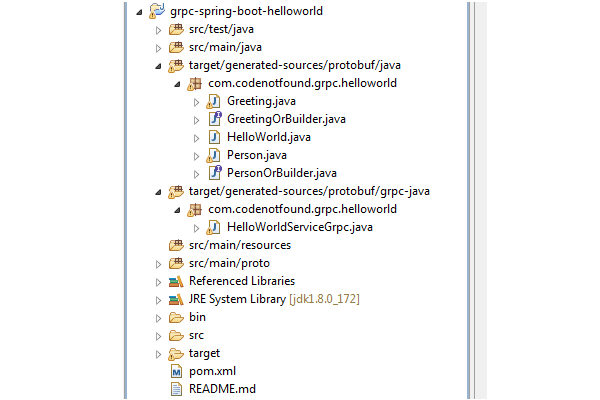 grpc-spring-boot-helloworld
src/test/java
src/main/java
target/generated-sources/protobuf/java
com.codenotfound.grpc.helloworld
Greeting.java
GreetingOrBuilder.java
HelloWorld.java
Person.java
PersonOrBuilder.java
target/generated-sources/protobuf/grpc-java
com.codenotfound.grpc.helloworld
HelloWorldServiceGrpc.java
src/main/resources
src/main/proto
Referenced Libraries
JRE System Library [jdk1.8.0_172]
bin
src
target
pom.xml
README.md